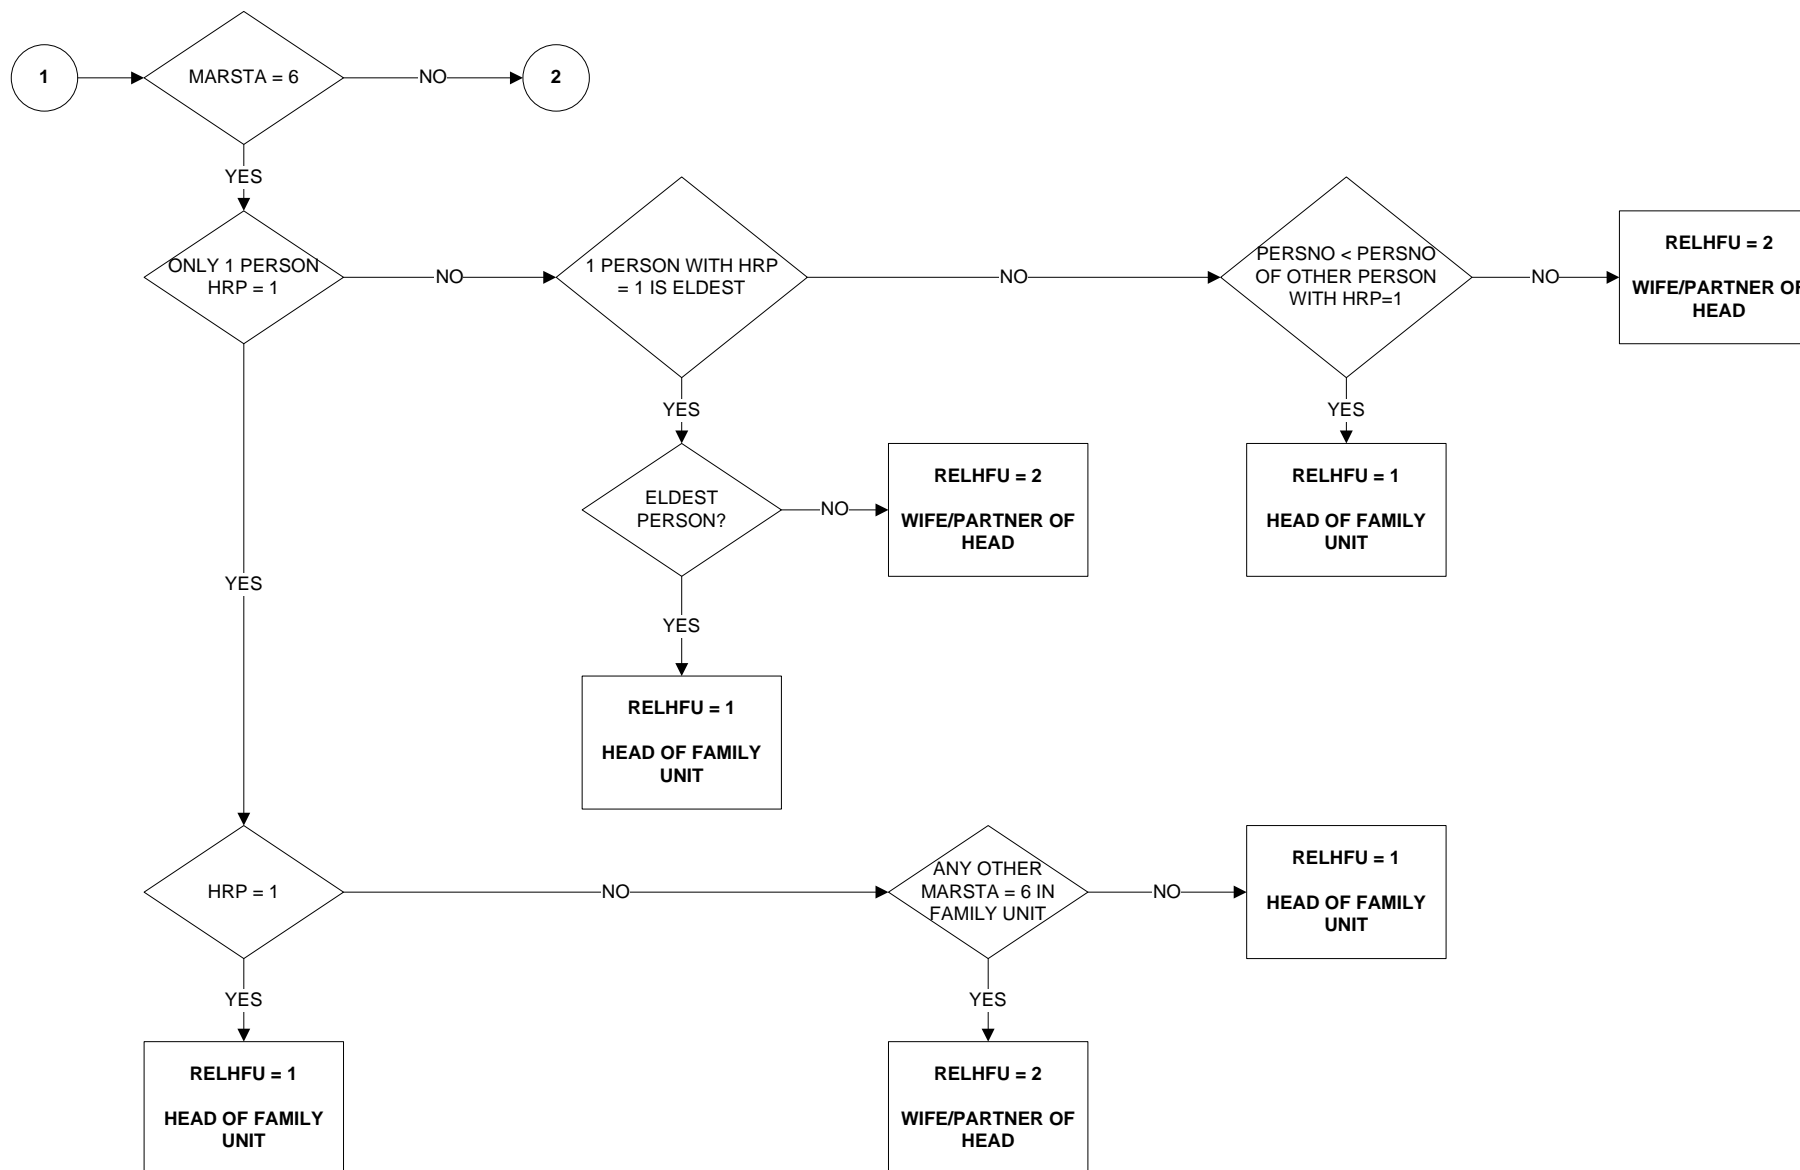 1
MARSTA = 6
NO
2
YES
ONLY 1 PERSON
HRP = 1
NO
1 PERSON WITH HRP
= 1 IS ELDEST
NO
PERSNO < PERSNO
OF OTHER PERSON
WITH HRP=1
NO
RELHFU = 2
WIFE/PARTNER OF
HEAD
YES
YES
ELDEST
PERSON?
NO
RELHFU = 2
WIFE/PARTNER OF
HEAD
RELHFU = 1
HEAD OF FAMILY
UNIT
YES
YES
RELHFU = 1
HEAD OF FAMILY
UNIT
HRP = 1
NO
ANY OTHER
MARSTA = 6 IN
FAMILY UNIT
NO
RELHFU = 1
HEAD OF FAMILY
UNIT
YES
YES
RELHFU = 1
HEAD OF FAMILY
UNIT
RELHFU = 2
WIFE/PARTNER OF
HEAD